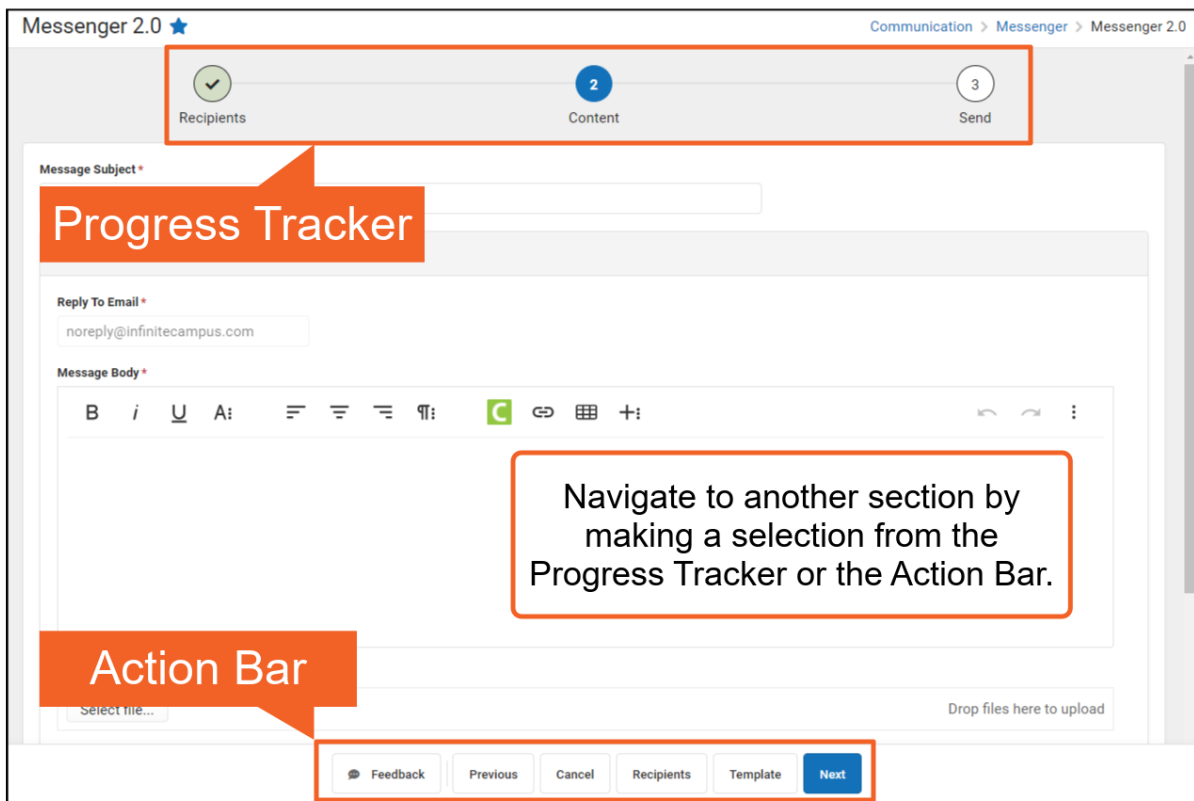 Messenger 2.0
Communication > Messenger > Messenger 2.0
2
3
Recipients
Content
Send
Message Subject *
Progress Tracker
Reply To Email *
noreply@infinitecampus.com
Message Body *
B i U A
C
Navigate to another section by
making a selection from the
Progress Tracker or the Action Bar.
Action Bar
Select file...
Drop files here to upload
Feedback
Previous
Cancel
Recipients
Template
Next